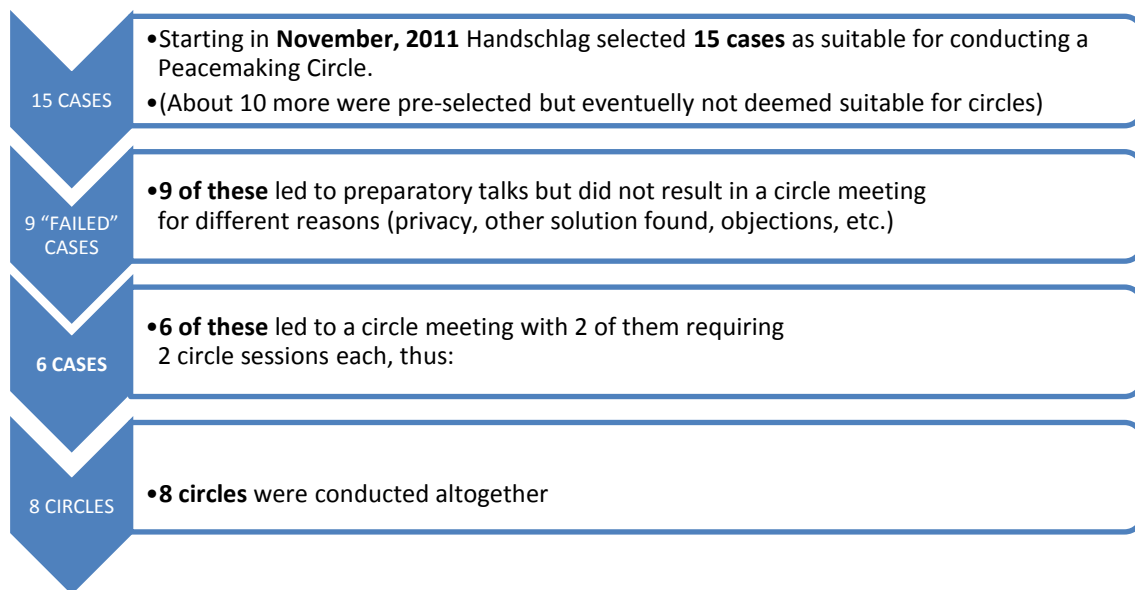 15 CASES
•Starting in November, 2011 Handschlag selected 15 cases as suitable for conducting a
Peacemaking Circle.
•(About 10 more were pre-selected but eventuelly not deemed suitable for circles)
9 “FAILED”
CASES
•9 of these led to preparatory talks but did not result in a circle meeting
for different reasons (privacy, other solution found, objections, etc.)
6 CASES
•6 of these led to a circle meeting with 2 of them requiring
2 circle sessions each, thus:
8 CIRCLES
•8 circles were conducted altogether